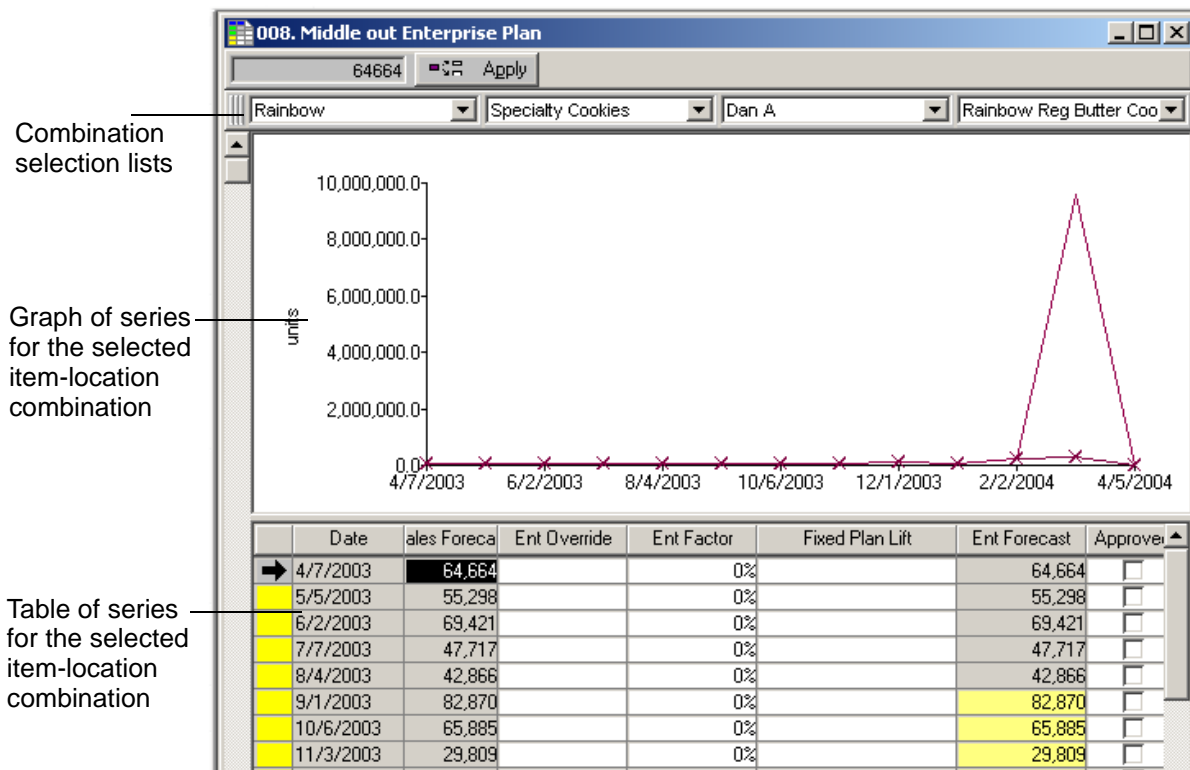 008. Middle out Enterprise Plan
64664 Apply
Rainbow Specialty Cookies Dan A Rainbow Reg Butter Coo
Combination
selection lists
10,000,000.0
8,000,000.0
6,000,000.0
4,000,000.0
2,000,000.0
0.0
units
4/7/2003 6/2/2003 8/4/2003 10/6/2003 12/1/2003 2/2/2004 4/5/2004
Graph of series
for the selected
item-location
combination
Date ales Foreca Ent Override Ent Factor Fixed Plan Lift Ent Forecast Approve
4/7/2003 64,664 0% 64,664
5/5/2003 55,298 0% 55,298
6/2/2003 69,421 0% 69,421
7/7/2003 47,717 0% 47,717
8/4/2003 42,866 0% 42,866
9/1/2003 82,870 0% 82,870
10/6/2003 65,885 0% 65,885
11/3/2003 29,809 0% 29,809
Table of series
for the selected
item-location
combination